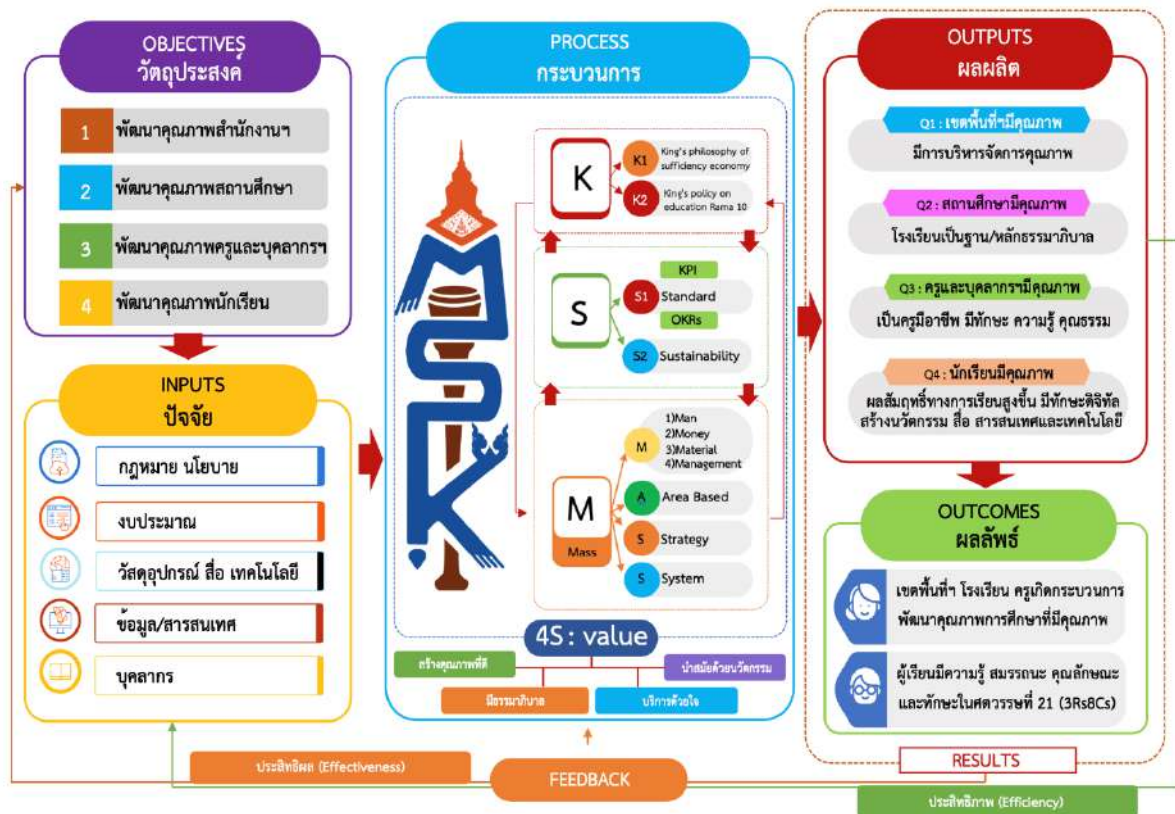 OBJECTIVES
วัตถุประสงค์
1 พัฒนาคุณภาพสำนักงานฯ
2 พัฒนาคุณภาพสถานศึกษา
3 พัฒนาคุณภาพครูและบุคลากรฯ
4 พัฒนาคุณภาพนักเรียน
INPUTS
ปัจจัย
กฎหมาย นโยบาย
งบประมาณ
วัสดุอุปกรณ์ สื่อ เทคโนโลยี
ข้อมูล/สารสนเทศ
บุคลากร
PROCESS
กระบวนการ
MSPK
K
K1 King's philosophy of
sufficiency economy
K2 King's policy on
education Rama 10
S
KPI
S1 Standard
OKRs
S2 Sustainability
M
Mass
M
1)Man
2)Money
3)Material
4)Management
A Area Based
S Strategy
S System
4S : value
สร้างคุณภาพที่ดี
นำสมัยด้วยนวัตกรรม
มีธรรมาภิบาล
บริการด้วยใจ
OUTPUTS
ผลผลิต
Q1 : เขตพื้นที่ฯมีคุณภาพ
มีการบริหารจัดการคุณภาพ
Q2 : สถานศึกษามีคุณภาพ
โรงเรียนเป็นฐาน/หลักธรรมาภิบาล
Q3 : ครูและบุคลากรฯมีคุณภาพ
เป็นครูมืออาชีพ มีทักษะ ความรู้ คุณธรรม
Q4 : นักเรียนมีคุณภาพ
ผลสัมฤทธิ์ทางการเรียนสูงขึ้น มีทักษะดิจิทัล
สร้างนวัตกรรม สื่อ สารสนเทศและเทคโนโลยี
OUTCOMES
ผลลัพธ์
เขตพื้นที่ฯ โรงเรียน ครูเกิดกระบวนการ
พัฒนาคุณภาพการศึกษาที่มีคุณภาพ
ผู้เรียนมีความรู้ สมรรถนะ คุณลักษณะ
และทักษะในศตวรรษที่ 21 (3Rs8Cs)
RESULTS
ประสิทธิผล (Effectiveness)
FEEDBACK
ประสิทธิภาพ (Efficiency)